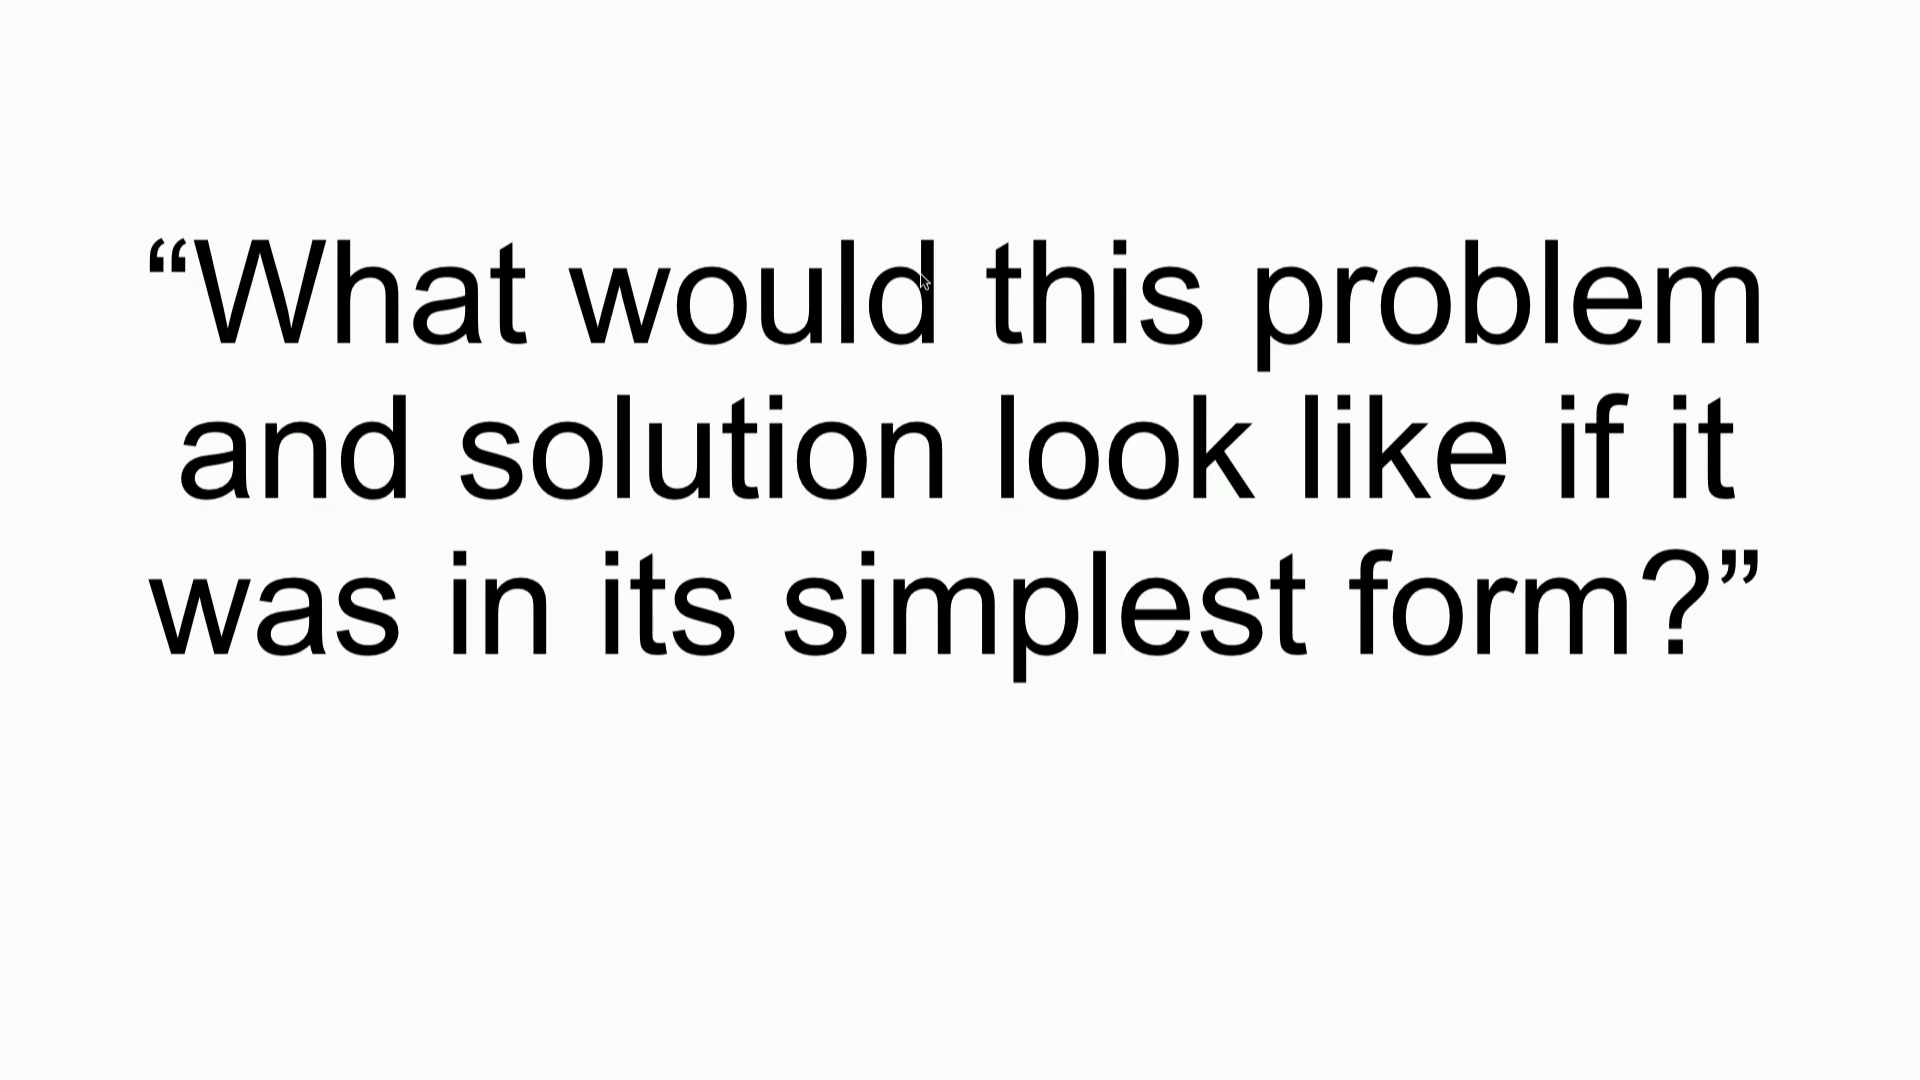 “What would this problem
and solution look like if it
was in its simplest form?”